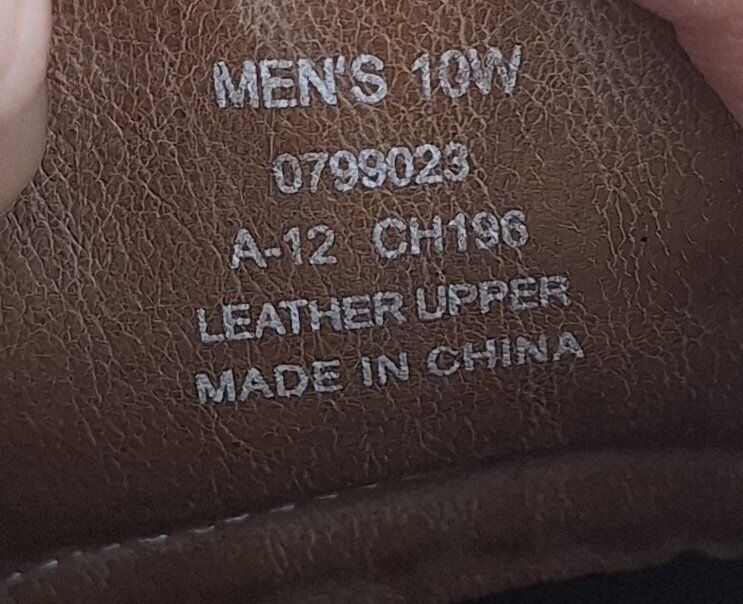 MEN'S 10W
0799023
A-12 CH196
LEATHER UPPER
MADE IN CHINA